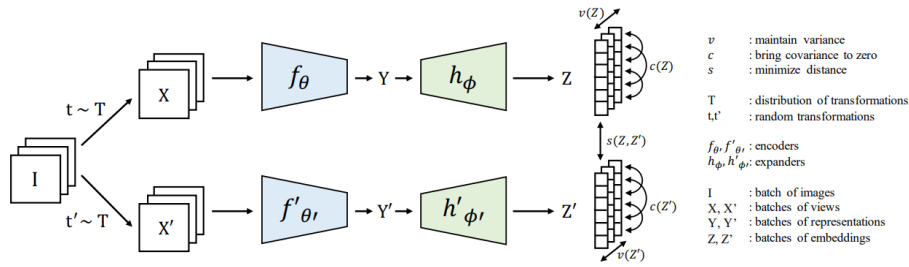 v(Z)
t ~ T
X
f_θ
Y
h_ϕ
Z
c(Z)
I
s(Z, Z′)
t′ ~ T
X′
f′_θ′
Y′
h′_ϕ′
Z′
c(Z′)
v(Z′)
v : maintain variance
c : bring covariance to zero
s : minimize distance
T : distribution of transformations
t,t' : random transformations
f_θ, f′_θ′ : encoders
h_ϕ, h′_ϕ′ : expanders
I : batch of images
X, X' : batches of views
Y, Y' : batches of representations
Z, Z' : batches of embeddings